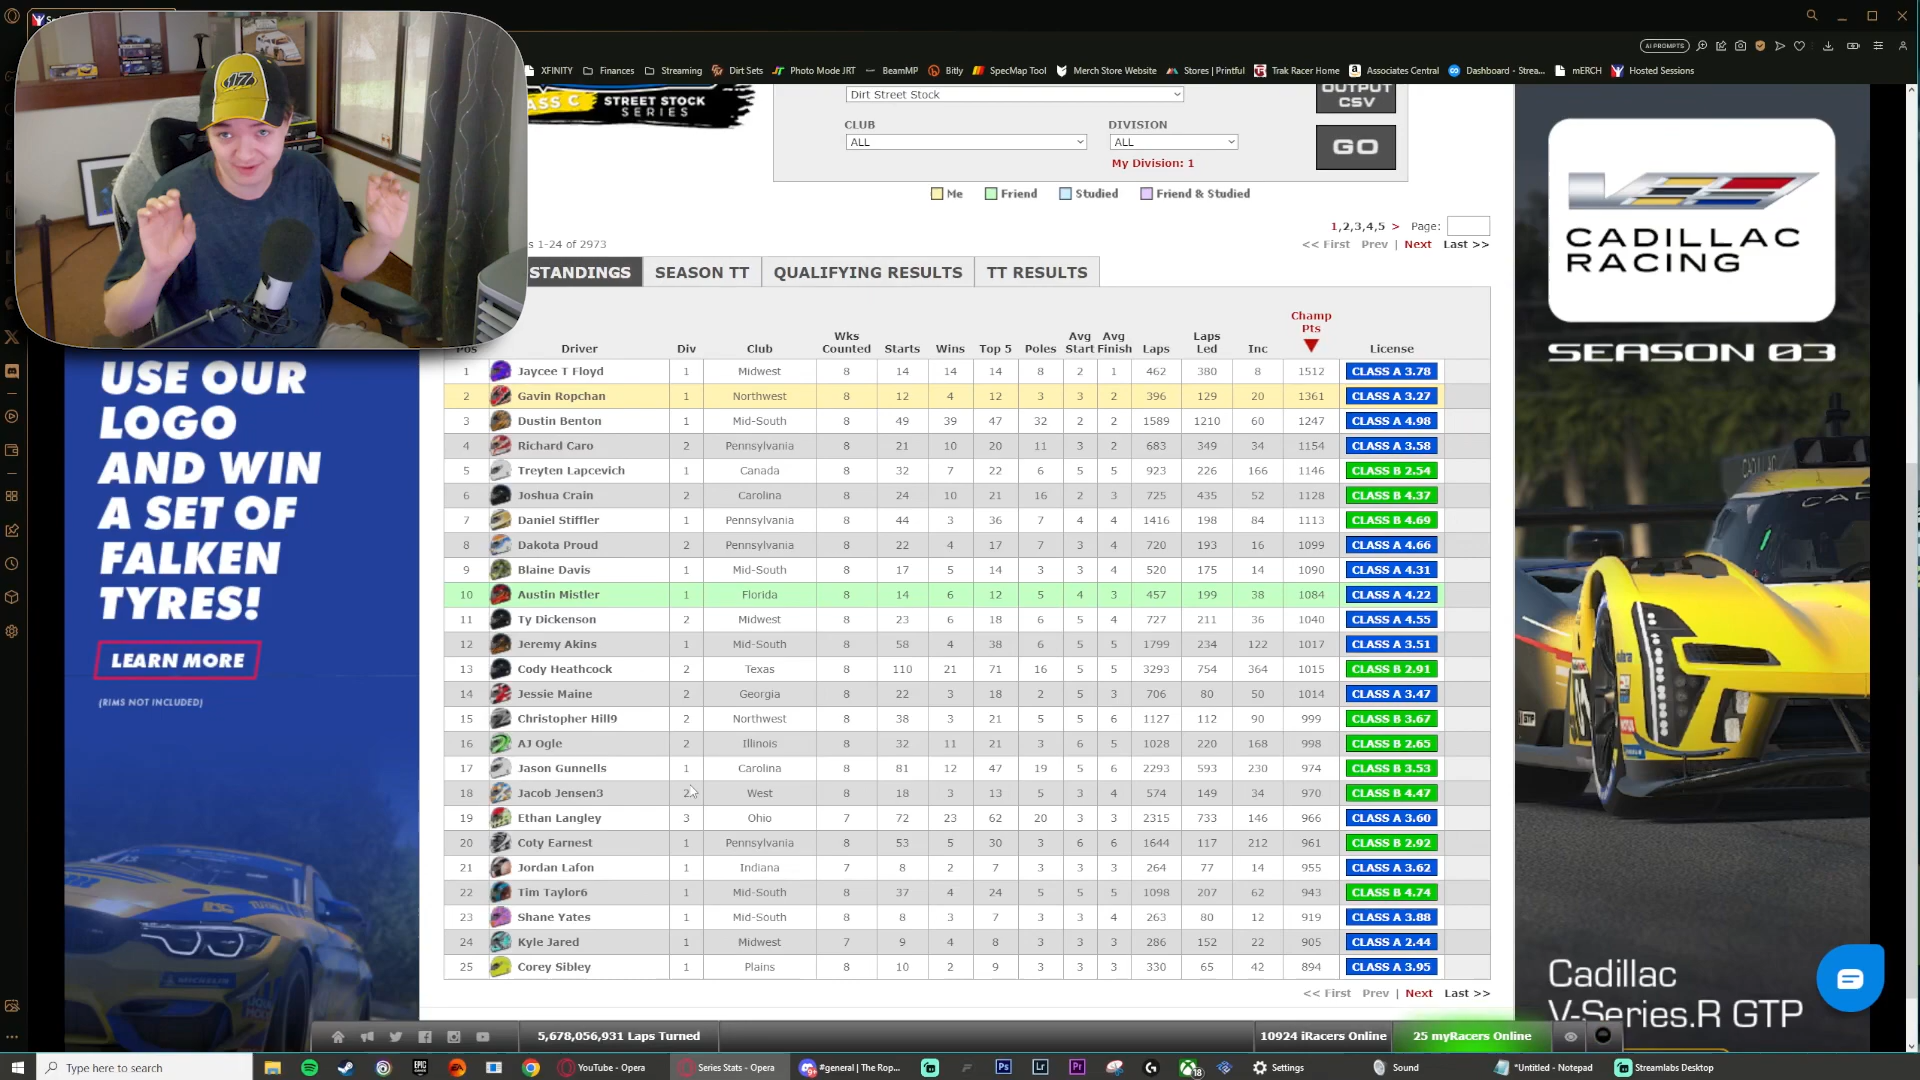 AI PROMPTS
XFINITY Finances Streaming Dirt Sets Photo Mode JRT BeamMP Bitly SpecMap Tool Merch Store Website Stores | Printful Trak Racer Home Associates Central Dashboard - Strea... mERCH Hosted Sessions
17
CLASS C STREET STOCK
SERIES
Dirt Street Stock
OUTPUT
CSV
CLUB DIVISION
ALL ALL GO
My Division: 1
Me Friend Studied Friend & Studied
1,2,3,4,5 > Page:
s 1-24 of 2973 << First Prev | Next Last >>
STANDINGS SEASON TT QUALIFYING RESULTS TT RESULTS
Pos Driver Div Club Wks Counted Starts Wins Top 5 Poles Avg Start Avg Finish Laps Laps Led Inc Champ Pts License
1 Jaycee T Floyd 1 Midwest 8 14 14 14 8 2 1 462 380 8 1512 CLASS A 3.78
2 Gavin Ropchan 1 Northwest 8 12 4 12 3 3 2 396 129 20 1361 CLASS A 3.27
3 Dustin Benton 1 Mid-South 8 49 39 47 32 2 2 1589 1210 60 1247 CLASS A 4.98
4 Richard Caro 2 Pennsylvania 8 21 10 20 11 3 2 683 349 34 1154 CLASS A 3.58
5 Treyten Lapcevich 1 Canada 8 32 7 22 6 5 5 923 226 166 1146 CLASS B 2.54
6 Joshua Crain 2 Carolina 8 24 10 21 16 2 3 725 435 52 1128 CLASS B 4.37
7 Daniel Stiffler 1 Pennsylvania 8 44 3 36 7 4 4 1416 198 84 1113 CLASS B 4.69
8 Dakota Proud 2 Pennsylvania 8 22 4 17 7 3 4 720 193 16 1099 CLASS A 4.66
9 Blaine Davis 1 Mid-South 8 17 5 14 3 3 4 520 175 14 1090 CLASS A 4.31
10 Austin Mistler 1 Florida 8 14 6 12 5 4 3 457 199 38 1084 CLASS A 4.22
11 Ty Dickenson 2 Midwest 8 23 6 18 6 5 4 727 211 36 1040 CLASS A 4.55
12 Jeremy Akins 1 Mid-South 8 58 4 38 6 5 5 1799 234 122 1017 CLASS A 3.51
13 Cody Heathcock 2 Texas 8 110 21 71 16 5 5 3293 754 364 1015 CLASS B 2.91
14 Jessie Maine 2 Georgia 8 22 3 18 2 5 3 706 80 50 1014 CLASS A 3.47
15 Christopher Hill9 2 Northwest 8 38 3 21 5 5 6 1127 112 90 999 CLASS B 3.67
16 AJ Ogle 2 Illinois 8 32 11 21 3 6 5 1028 220 168 998 CLASS B 2.65
17 Jason Gunnells 1 Carolina 8 81 12 47 19 5 6 2293 593 230 974 CLASS B 3.53
18 Jacob Jensen3 2 West 8 18 3 13 5 3 4 574 149 34 970 CLASS B 4.47
19 Ethan Langley 3 Ohio 7 72 23 62 20 3 3 2315 733 146 966 CLASS A 3.60
20 Coty Earnest 1 Pennsylvania 8 53 5 30 3 6 6 1644 117 212 961 CLASS B 2.92
21 Jordan Lafon 1 Indiana 7 8 2 7 3 3 3 264 77 14 955 CLASS A 3.62
22 Tim Taylor6 1 Mid-South 8 37 4 24 5 5 5 1098 207 62 943 CLASS B 4.74
23 Shane Yates 1 Mid-South 8 8 3 7 3 3 4 263 80 12 919 CLASS A 3.88
24 Kyle Jared 1 Midwest 7 9 4 8 3 3 3 286 152 22 905 CLASS A 2.44
25 Corey Sibley 1 Plains 8 10 2 9 3 3 3 330 65 42 894 CLASS A 3.95
<< First Prev | Next Last >>
USE OUR
LOGO
AND WIN
A SET OF
FALKEN
TYRES!
LEARN MORE
(RIMS NOT INCLUDED)
MICHELIN
CADILLAC
RACING
SEASON 03
CADILLAC
GTP
Cadillac
V-Series.R GTP
5,678,056,931 Laps Turned 10924 iRacers Online 25 myRacers Online
Type here to search EPIC GAMES EA YouTube - Opera Series Stats - Opera #general | The Rop... Ps Lr Pr 18 Settings Sound *Untitled - Notepad Streamlabs Desktop